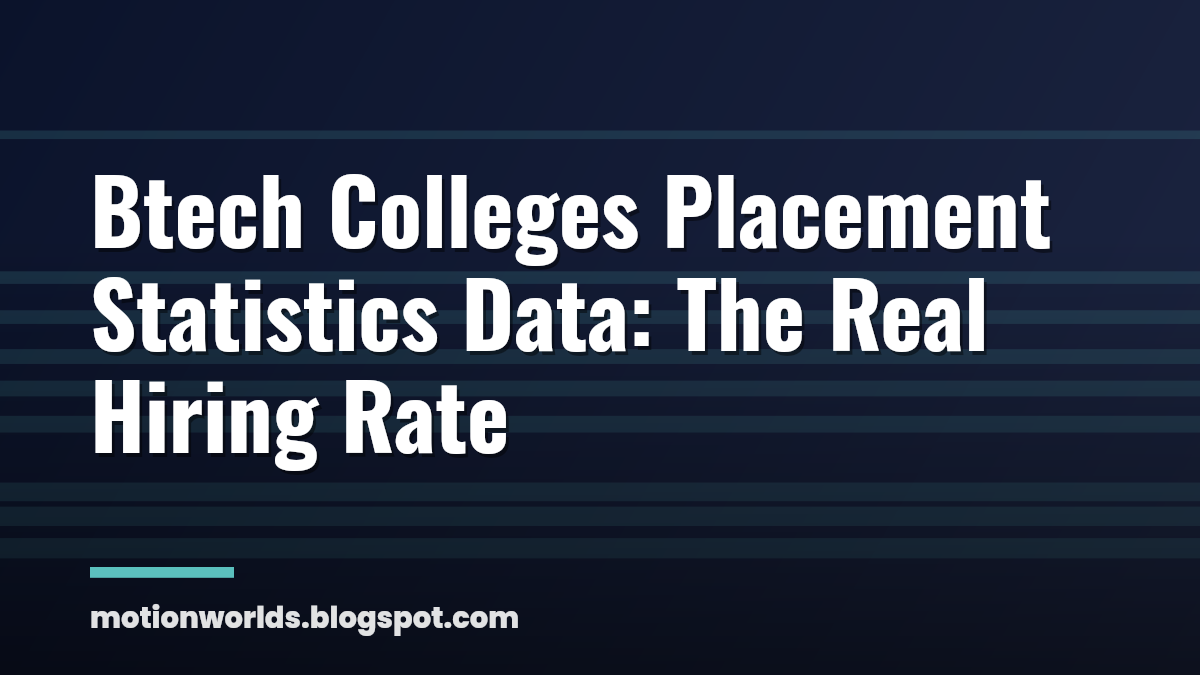 Btech Colleges Placement
Statistics Data: The Real
Hiring Rate
motionworlds.blogspot.com